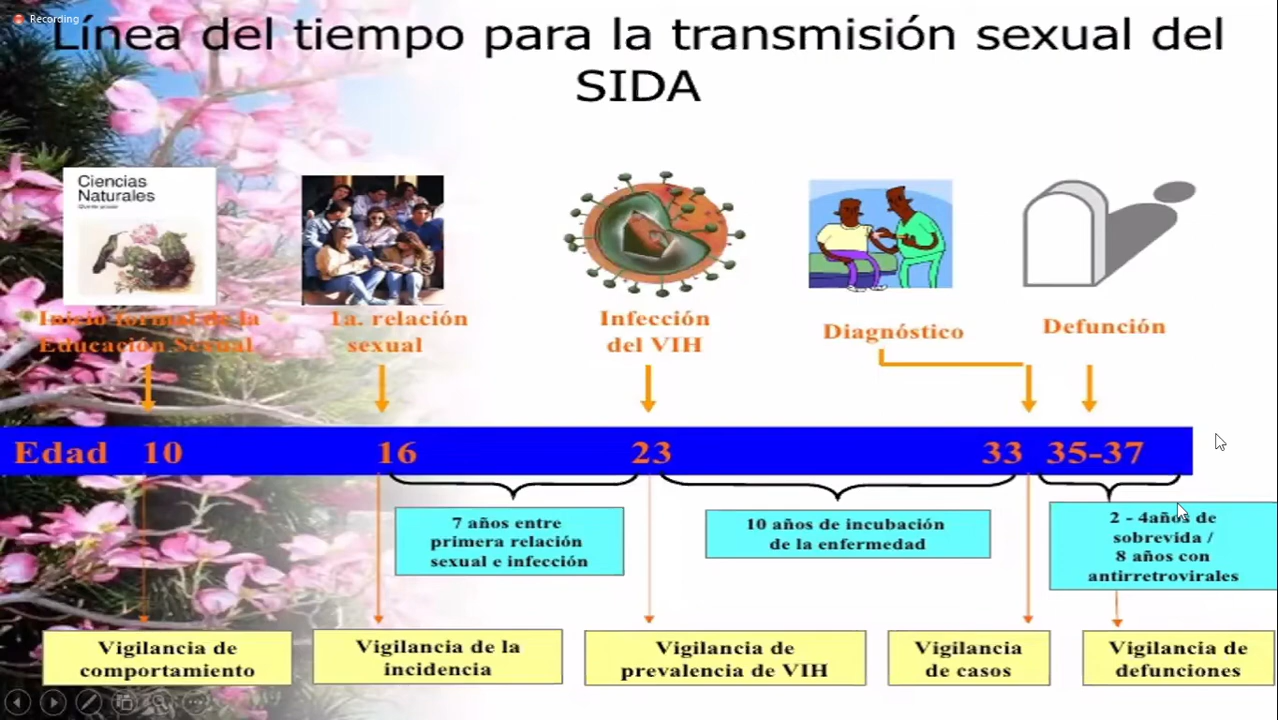 Recording
Línea del tiempo para la transmisión sexual del
SIDA
Ciencias
Naturales
Inicio formal de la
Educación Sexual
1a. relación
sexual
Infección
del VIH
Diagnóstico
Defunción
Edad 10 16 23 33 35-37
7 años entre
primera relación
sexual e infección
10 años de incubación
de la enfermedad
2 - 4años de
sobrevida /
8 años con
antirretrovirales
Vigilancia de
comportamiento
Vigilancia de la
incidencia
Vigilancia de
prevalencia de VIH
Vigilancia
de casos
Vigilancia de
defunciones